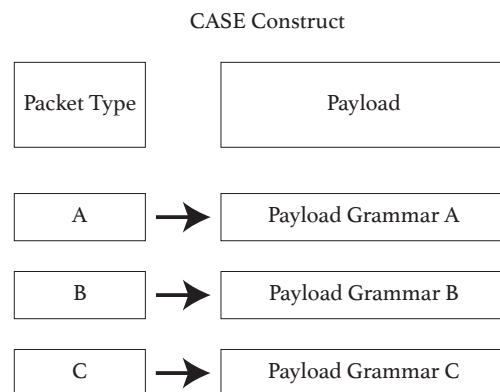 CASE Construct
Packet Type Payload
A Payload Grammar A
B Payload Grammar B
C Payload Grammar C